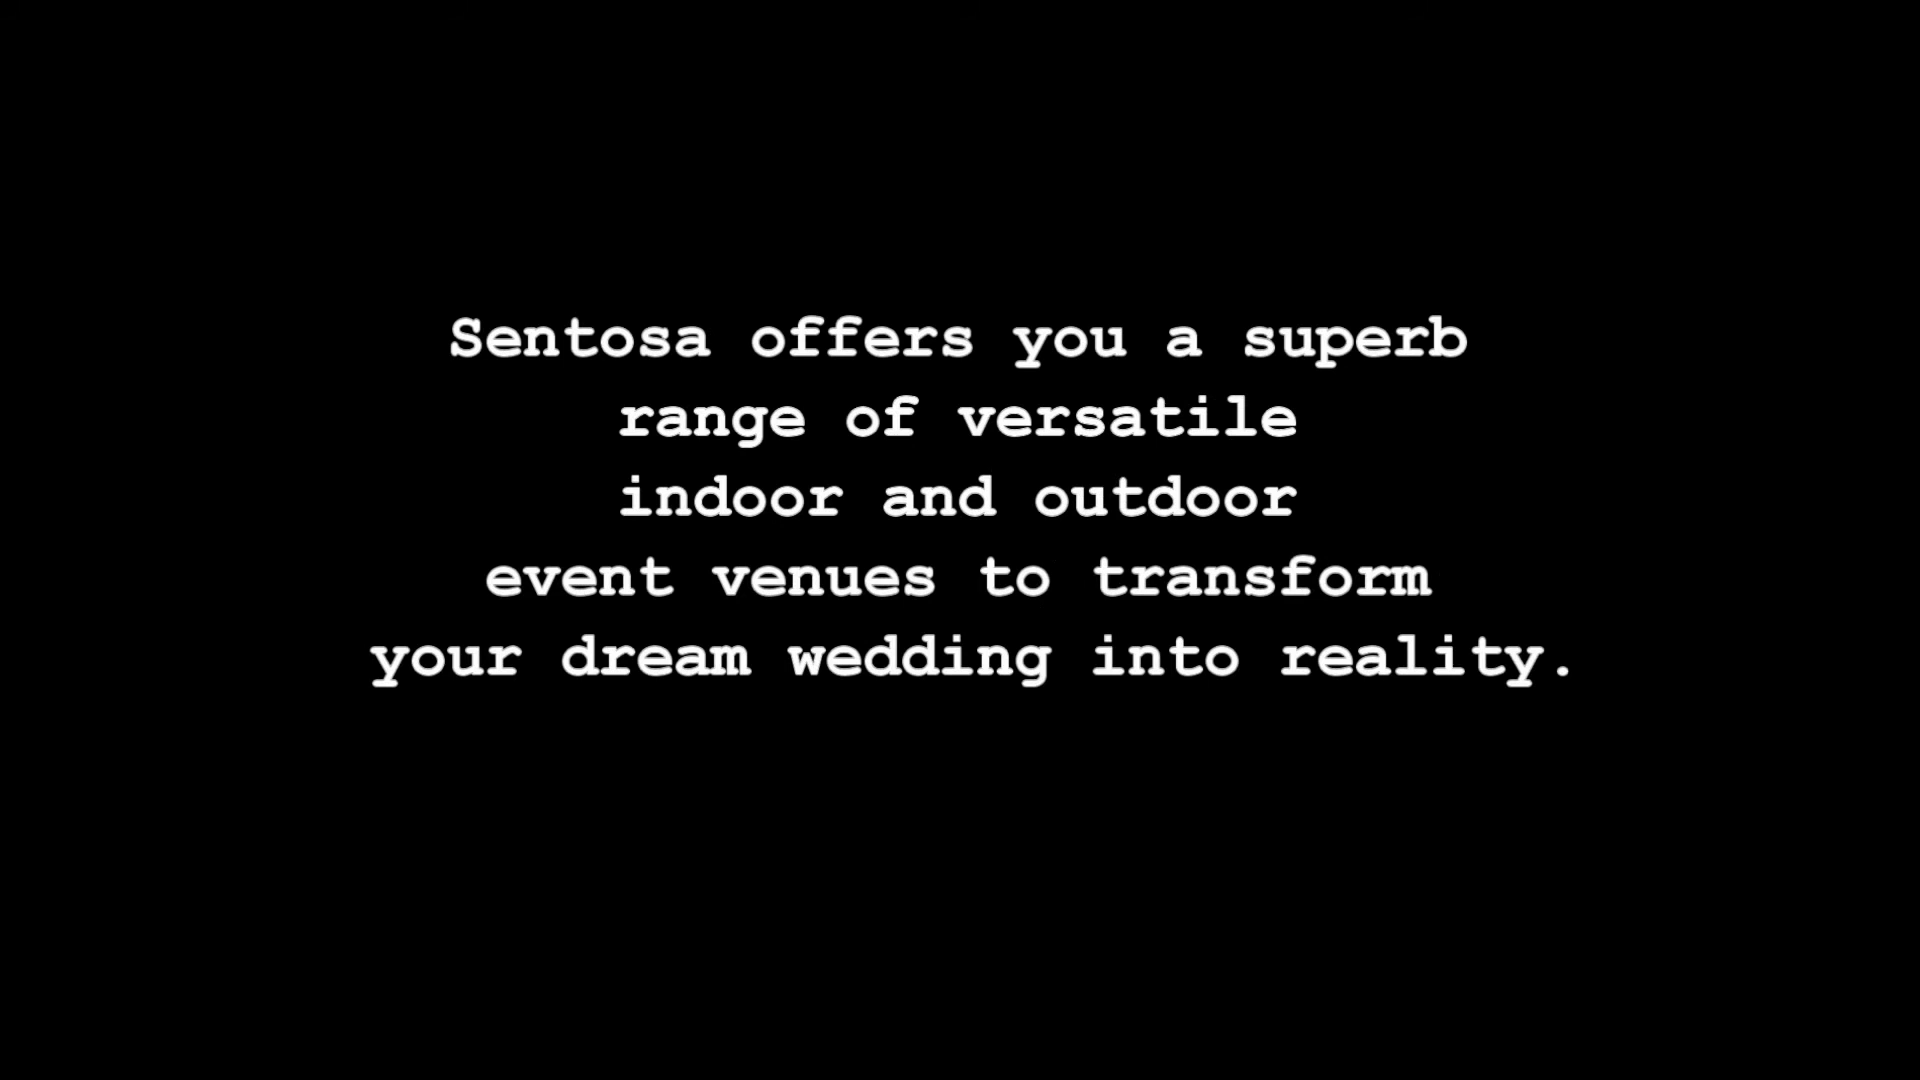 Sentosa offers you a superb
range of versatile
indoor and outdoor
event venues to transform
your dream wedding into reality.